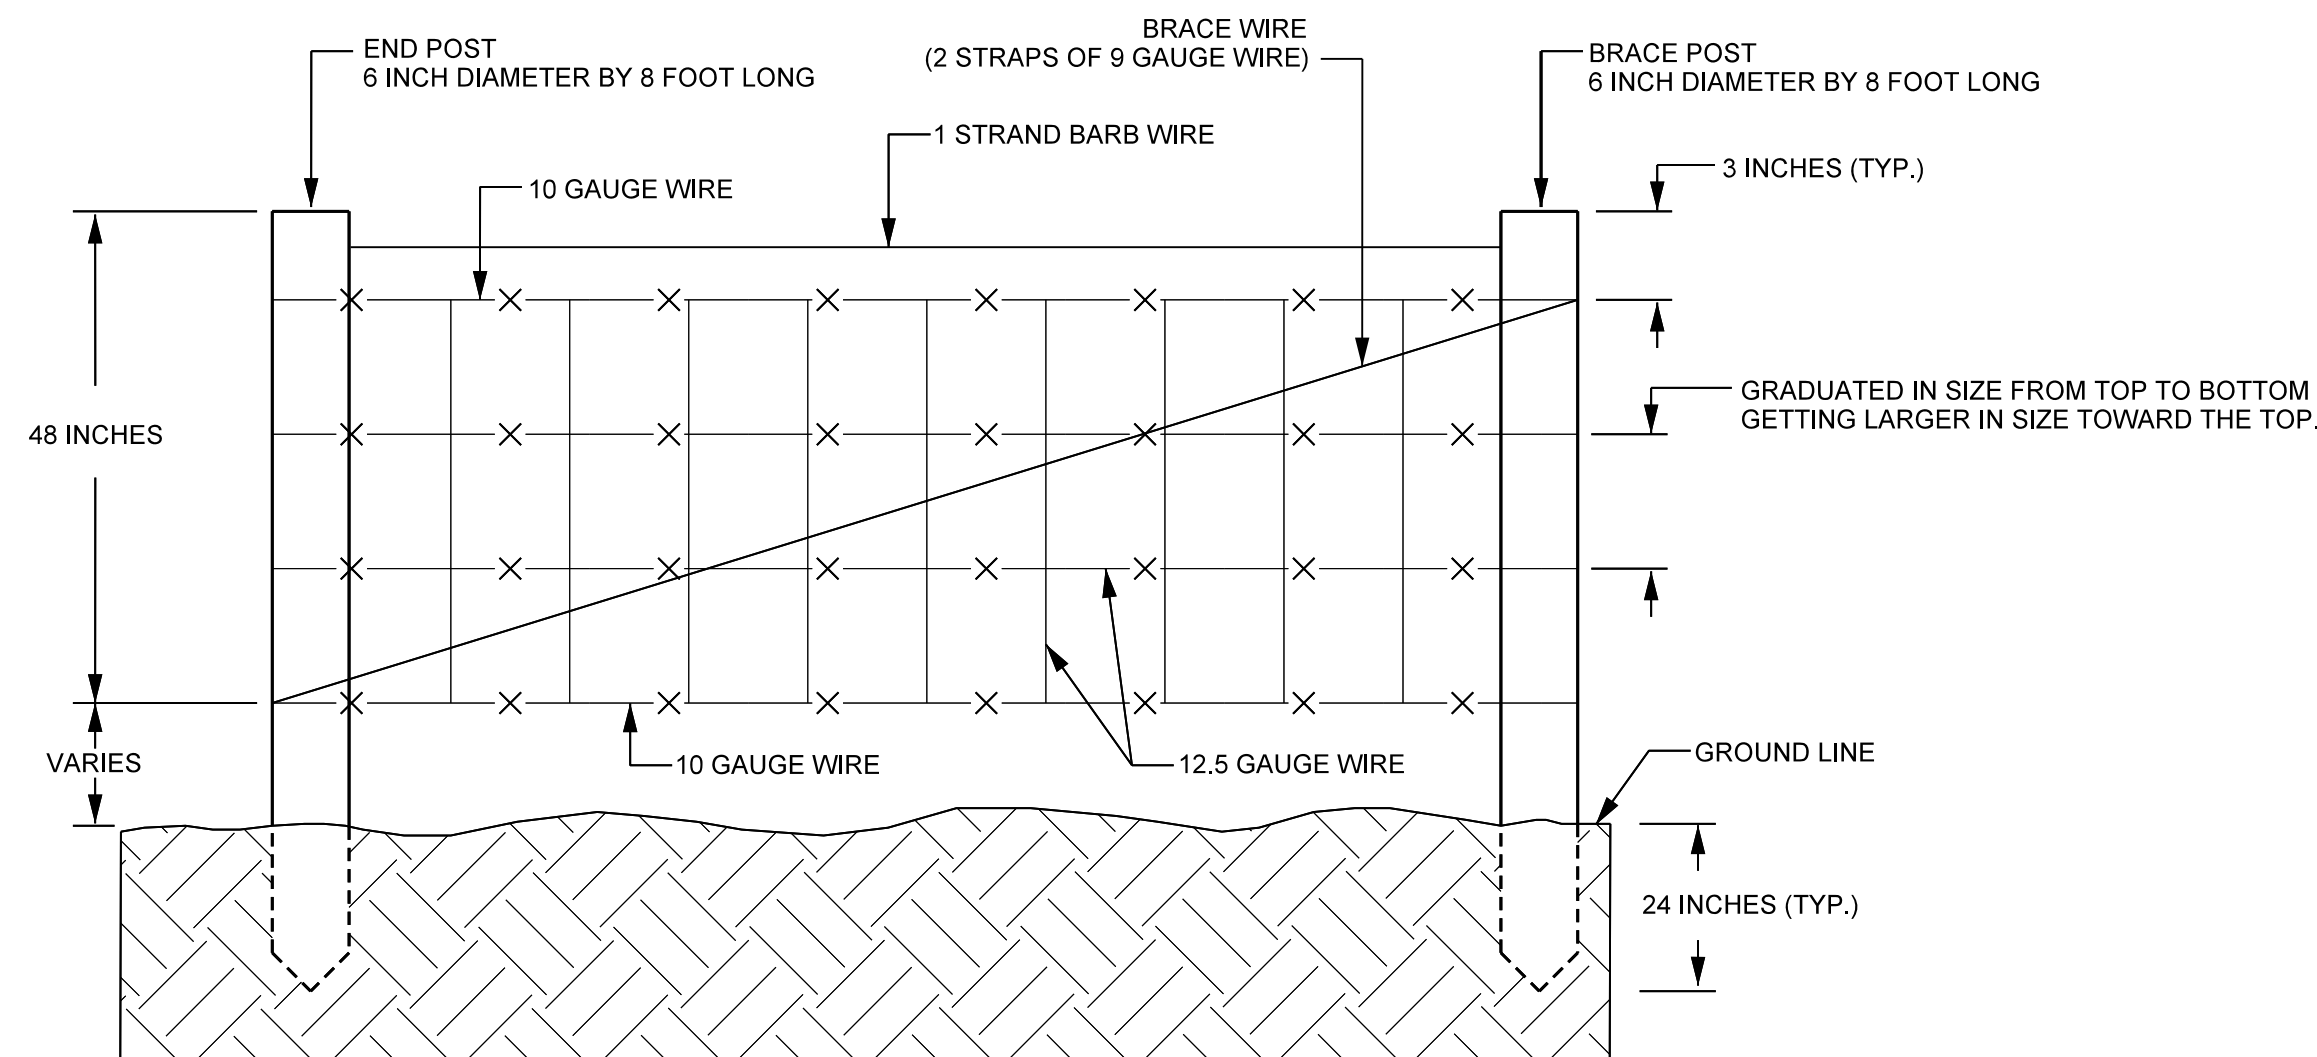 END POST
6 INCH DIAMETER BY 8 FOOT LONG
BRACE WIRE
(2 STRAPS OF 9 GAUGE WIRE)
BRACE POST
6 INCH DIAMETER BY 8 FOOT LONG
1 STRAND BARB WIRE
3 INCHES (TYP.)
10 GAUGE WIRE
GRADUATED IN SIZE FROM TOP TO BOTTOM
GETTING LARGER IN SIZE TOWARD THE TOP.
48 INCHES
VARIES
10 GAUGE WIRE
12.5 GAUGE WIRE
GROUND LINE
24 INCHES (TYP.)